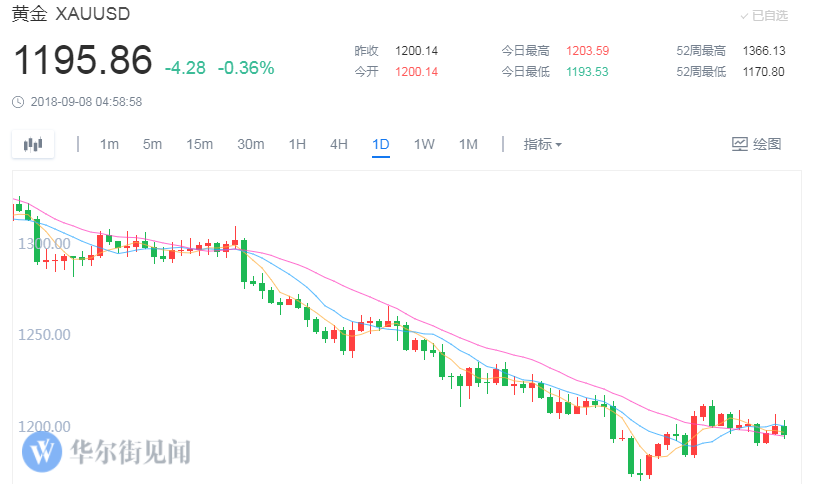 黄金 XAUUSD
已自选
1195.86 -4.28 -0.36%
昨收 1200.14 今日最高 1203.59 52周最高 1366.13
今开 1200.14 今日最低 1193.53 52周最低 1170.80
2018-09-08 04:58:58
1m 5m 15m 30m 1H 4H 1D 1W 1M 指标 绘图
1300.00
1250.00
1200.00
W 华尔街见闻